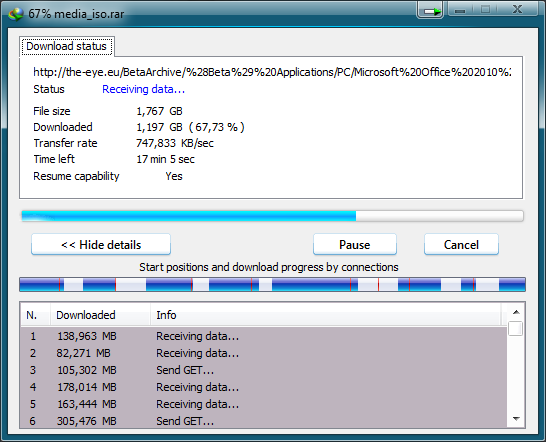 67% media_iso.rar
Download status
http://the-eye.eu/BetaArchive/%28Beta%29%20Applications/PC/Microsoft%20Office%202010%2
Status Receiving data...
File size 1,767 GB
Downloaded 1,197 GB ( 67,73 % )
Transfer rate 747,833 KB/sec
Time left 17 min 5 sec
Resume capability Yes
<< Hide details Pause Cancel
Start positions and download progress by connections
N. Downloaded Info
1 138,963 MB Receiving data...
2 82,271 MB Receiving data...
3 105,302 MB Send GET...
4 178,014 MB Receiving data...
5 163,444 MB Receiving data...
6 305,476 MB Send GET...